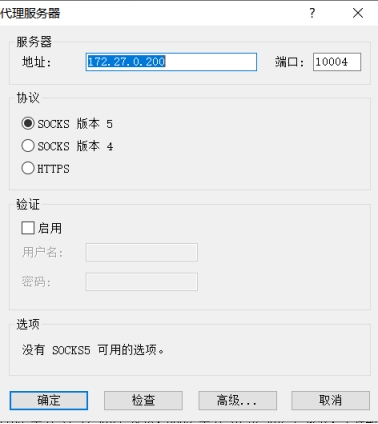 代理服务器
服务器
地址: 172.27.0.200 端口: 10004
协议
SOCKS 版本 5
SOCKS 版本 4
HTTPS
验证
启用
用户名:
密码:
选项
没有 SOCKS5 可用的选项。
确定 检查 高级... 取消